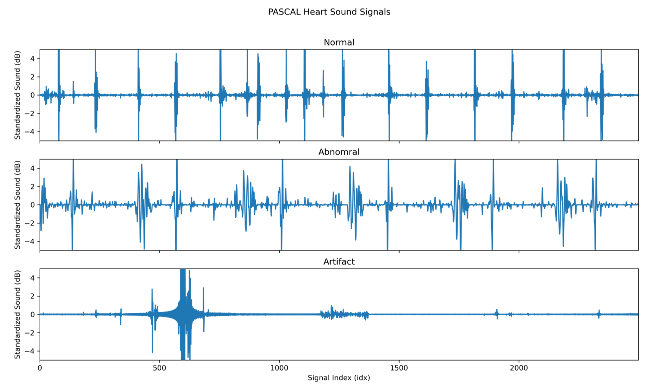 PASCAL Heart Sound Signals
Normal
Standardized Sound (dB)
4
2
0
−2
−4
Abnomral
Standardized Sound (dB)
4
2
0
−2
−4
Artifact
Standardized Sound (dB)
4
2
0
−2
−4
0 500 1000 1500 2000
Signal Index (idx)